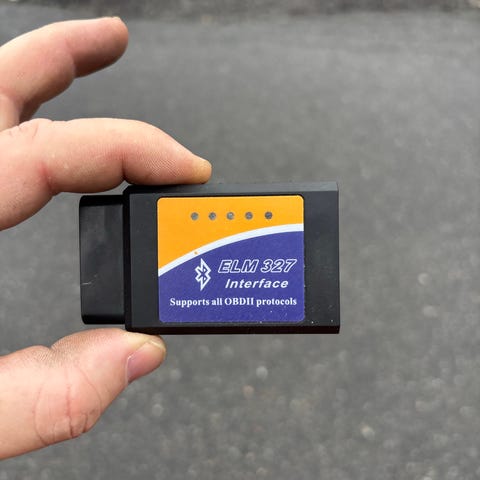 ELM 327
Interface
Supports all OBDII protocols